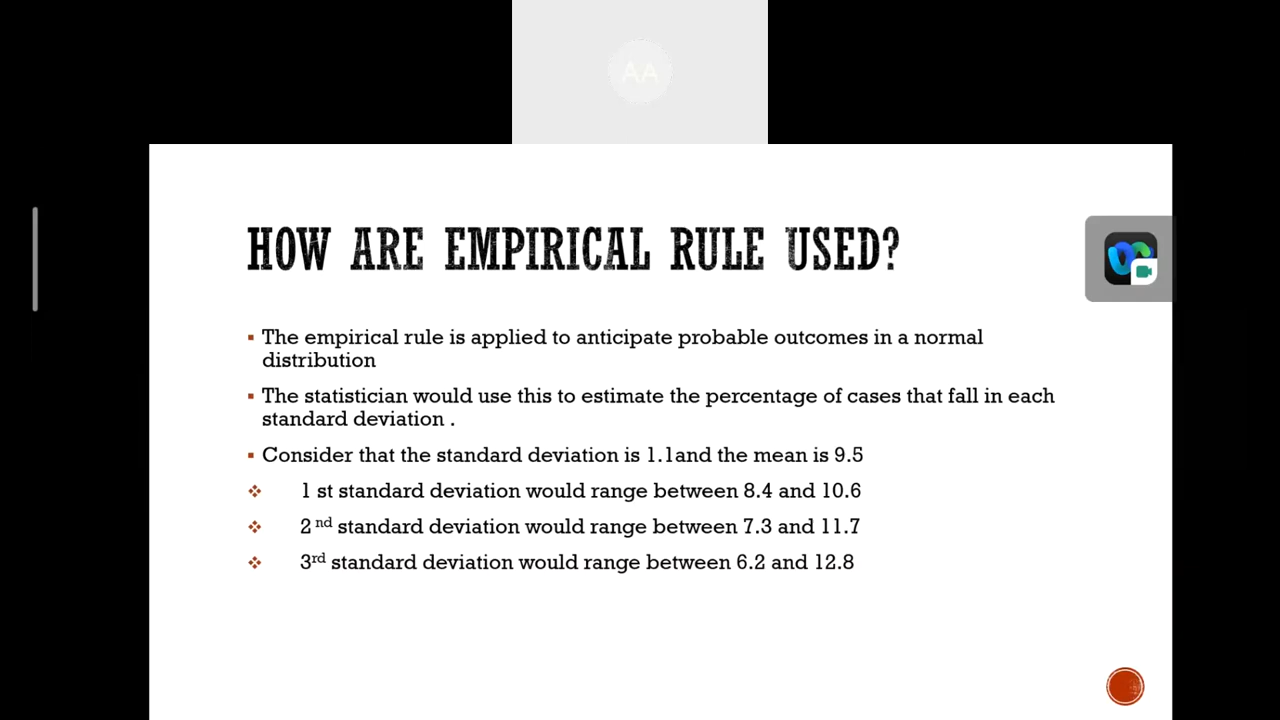 AA
HOW ARE EMPIRICAL RULE USED?
The empirical rule is applied to anticipate probable outcomes in a normal
distribution
The statistician would use this to estimate the percentage of cases that fall in each
standard deviation .
Consider that the standard deviation is 1.1and the mean is 9.5
1 st standard deviation would range between 8.4 and 10.6
2 nd standard deviation would range between 7.3 and 11.7
3rd standard deviation would range between 6.2 and 12.8